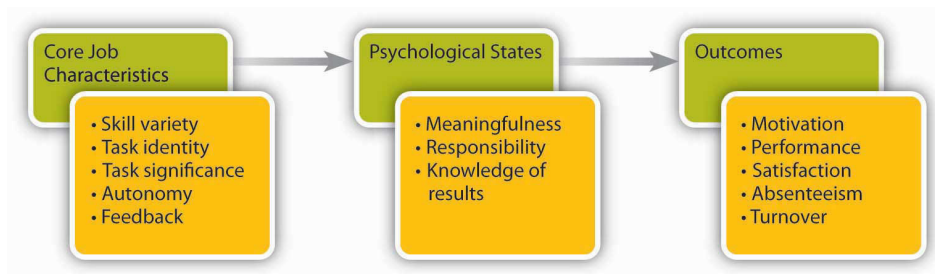 Core Job
Characteristics
• Skill variety
• Task identity
• Task significance
• Autonomy
• Feedback
Psychological States
• Meaningfulness
• Responsibility
• Knowledge of
results
Outcomes
• Motivation
• Performance
• Satisfaction
• Absenteeism
• Turnover